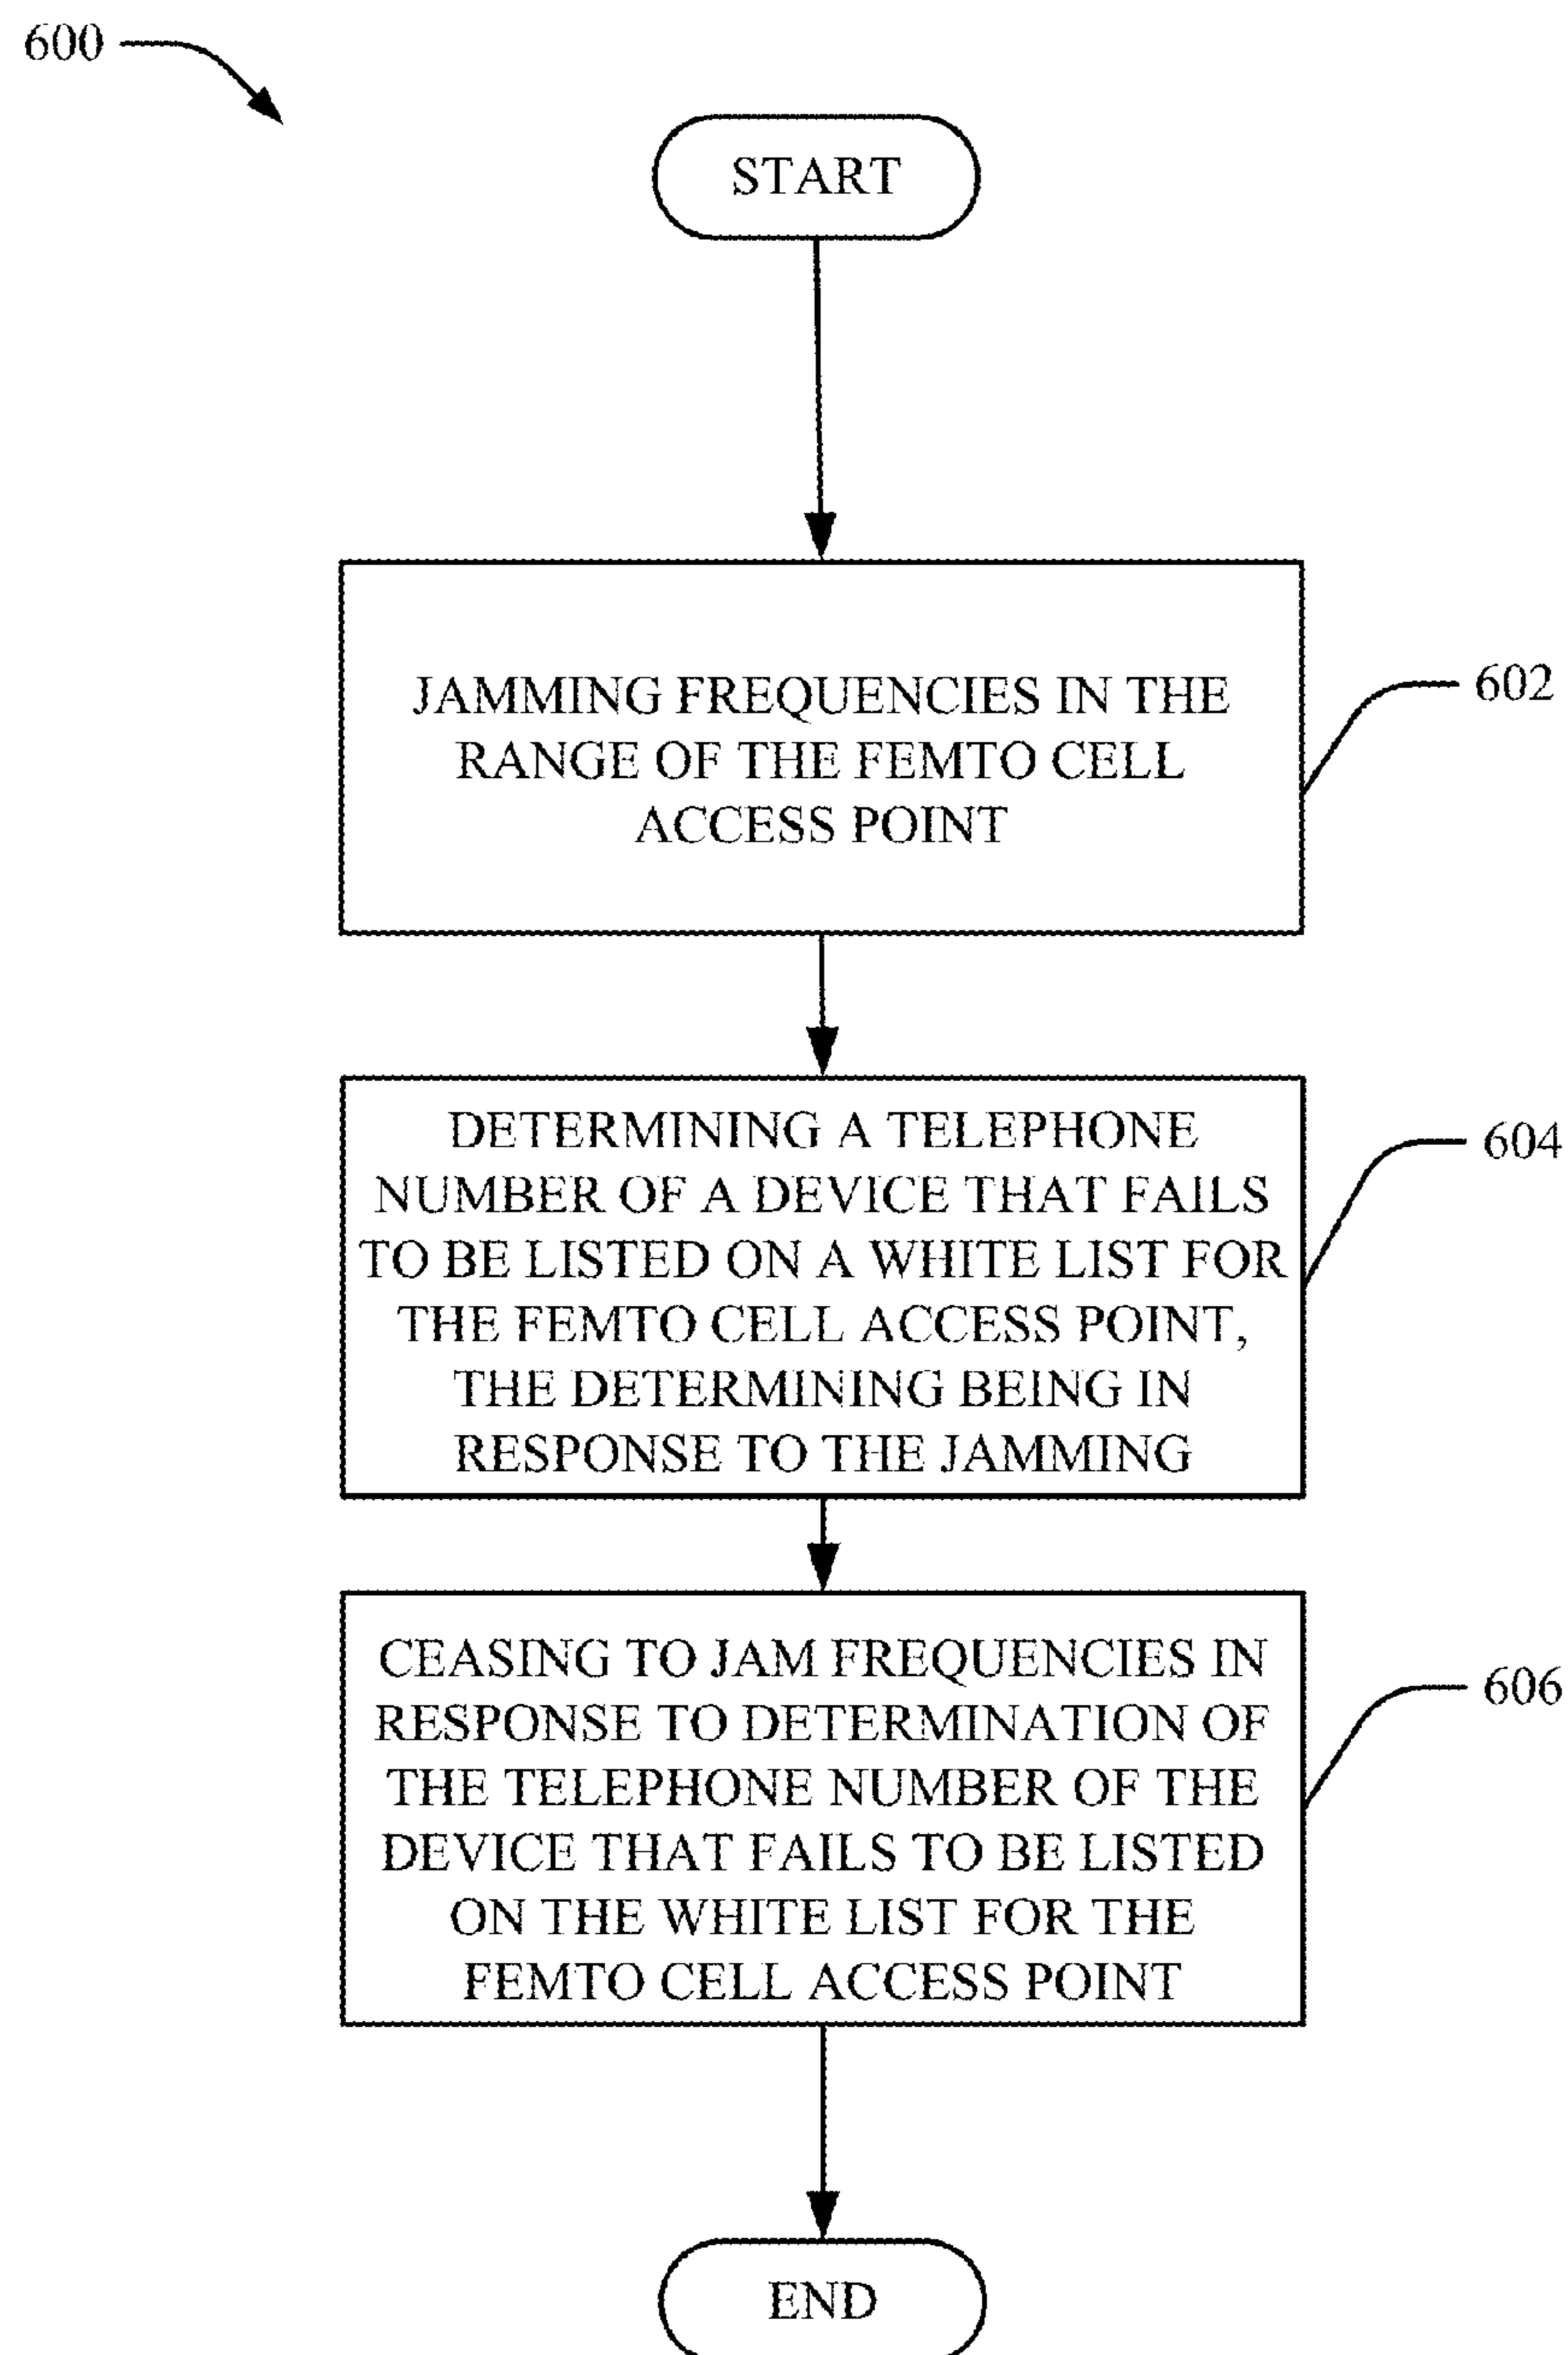 600
START
JAMMING FREQUENCIES IN THE
RANGE OF THE FEMTO CELL
ACCESS POINT
602
DETERMINING A TELEPHONE
NUMBER OF A DEVICE THAT FAILS
TO BE LISTED ON A WHITE LIST FOR
THE FEMTO CELL ACCESS POINT,
THE DETERMINING BEING IN
RESPONSE TO THE JAMMING
604
CEASING TO JAM FREQUENCIES IN
RESPONSE TO DETERMINATION OF
THE TELEPHONE NUMBER OF THE
DEVICE THAT FAILS TO BE LISTED
ON THE WHITE LIST FOR THE
FEMTO CELL ACCESS POINT
606
END